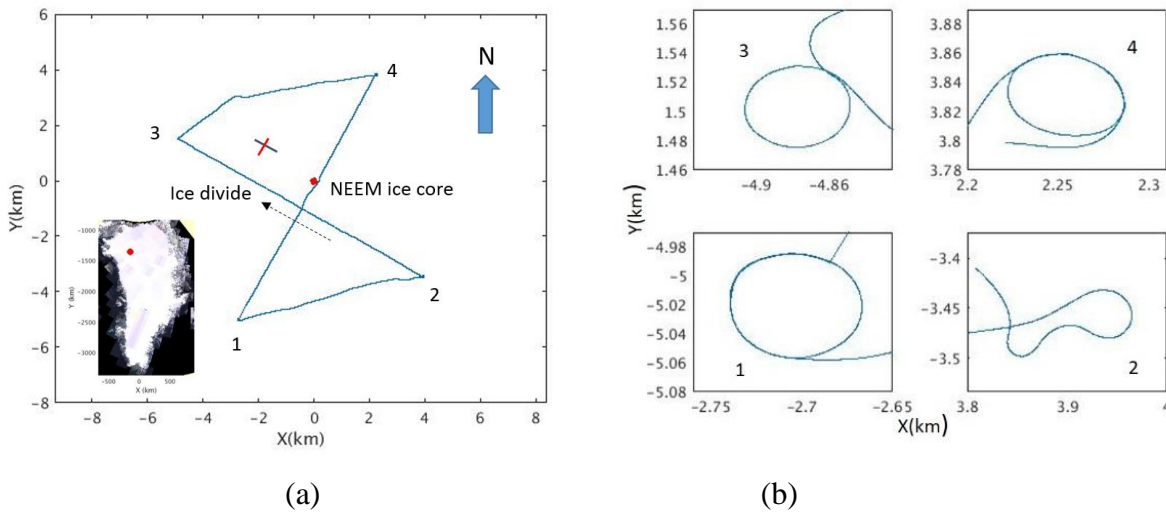 6
4
2
0
−2
−4
−6
−8
Y(km)
−8 −6 −4 −2 0 2 4 6 8
X(km)
N
4
3
NEEM ice core
Ice divide
2
1
-1000
-1500
-2000
-2500
-3000
Y (km)
-500 0 500
X (km)
(a)
1.56
1.54
1.52
1.5
1.48
1.46
3
−4.9 −4.86
3.88
3.86
3.84
3.82
3.8
3.78
4
2.2 2.25 2.3
Y(km)
−4.98
−5
−5.02
−5.04
−5.06
−5.08
1
−2.75 −2.7 −2.65
−3.4
−3.45
−3.5
2
3.8 3.9 4
X(km)
(b)